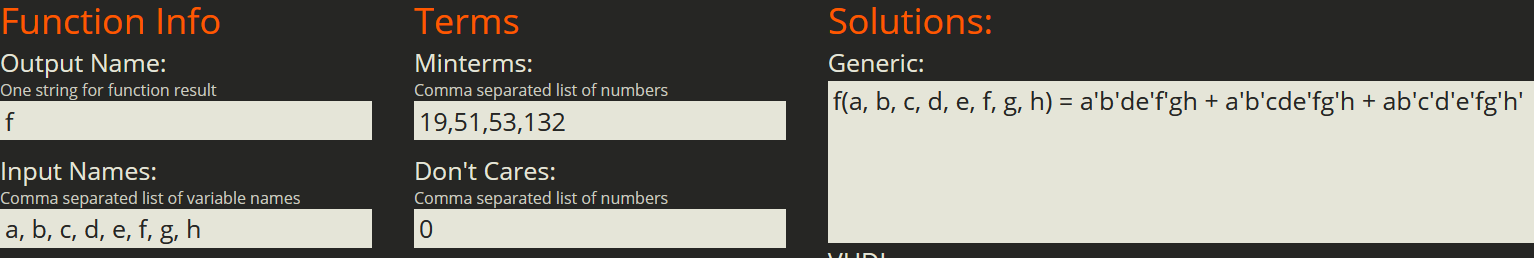 Function Info
Output Name:
One string for function result
f
Input Names:
Comma separated list of variable names
a, b, c, d, e, f, g, h
Terms
Minterms:
Comma separated list of numbers
19,51,53,132
Don't Cares:
Comma separated list of numbers
0
Solutions:
Generic:
f(a, b, c, d, e, f, g, h) = a'b'de'f'gh + a'b'cde'fg'h + ab'c'd'e'fg'h'